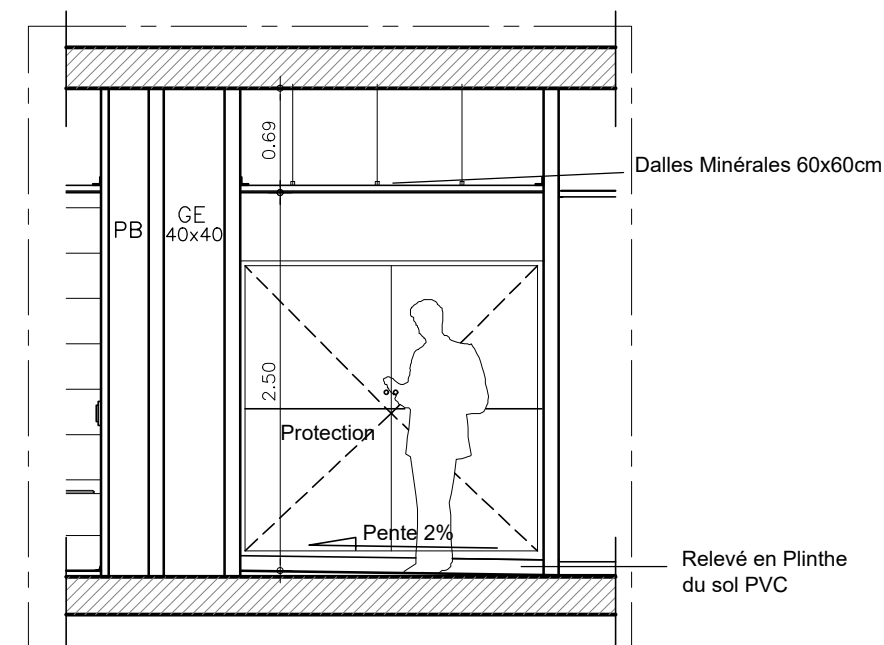 0.69
Dalles Minérales 60x60cm
PB
GE
40x40
2.50
Protection
Pente 2%
Relevé en Plinthe
du sol PVC